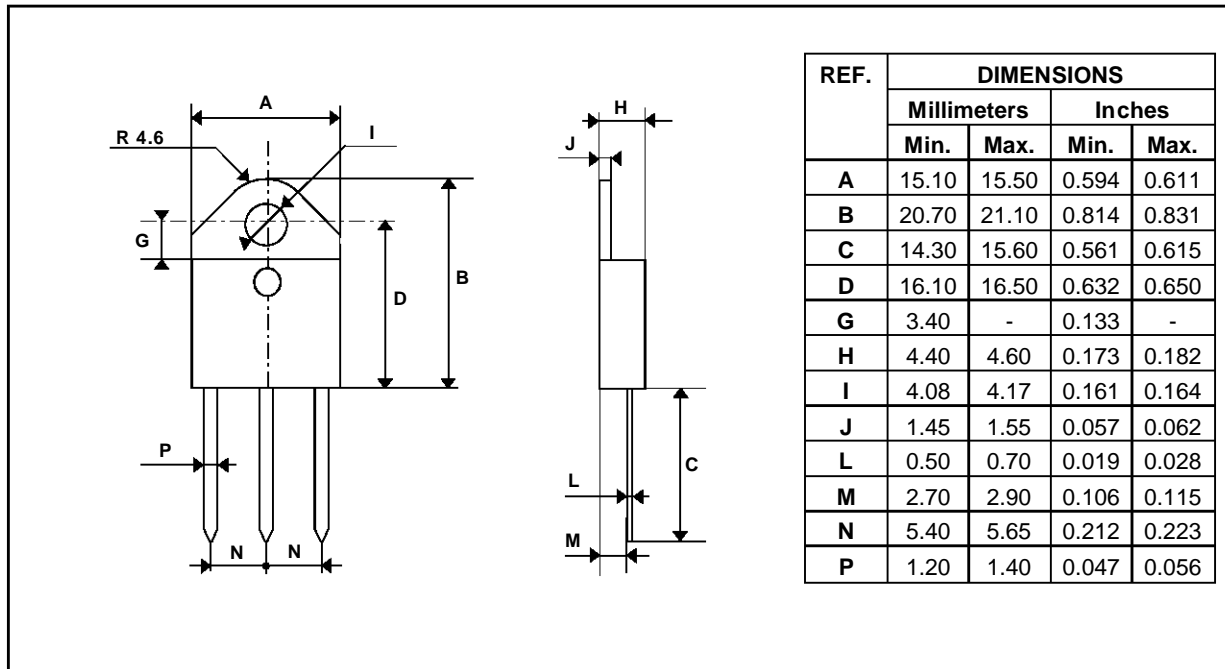 A
R 4.6
I
G
B
D
P
N N
H
J
C
L
M
REF. DIMENSIONS
Millimeters Inches
Min. Max. Min. Max.
A 15.10 15.50 0.594 0.611
B 20.70 21.10 0.814 0.831
C 14.30 15.60 0.561 0.615
D 16.10 16.50 0.632 0.650
G 3.40 - 0.133 -
H 4.40 4.60 0.173 0.182
I 4.08 4.17 0.161 0.164
J 1.45 1.55 0.057 0.062
L 0.50 0.70 0.019 0.028
M 2.70 2.90 0.106 0.115
N 5.40 5.65 0.212 0.223
P 1.20 1.40 0.047 0.056